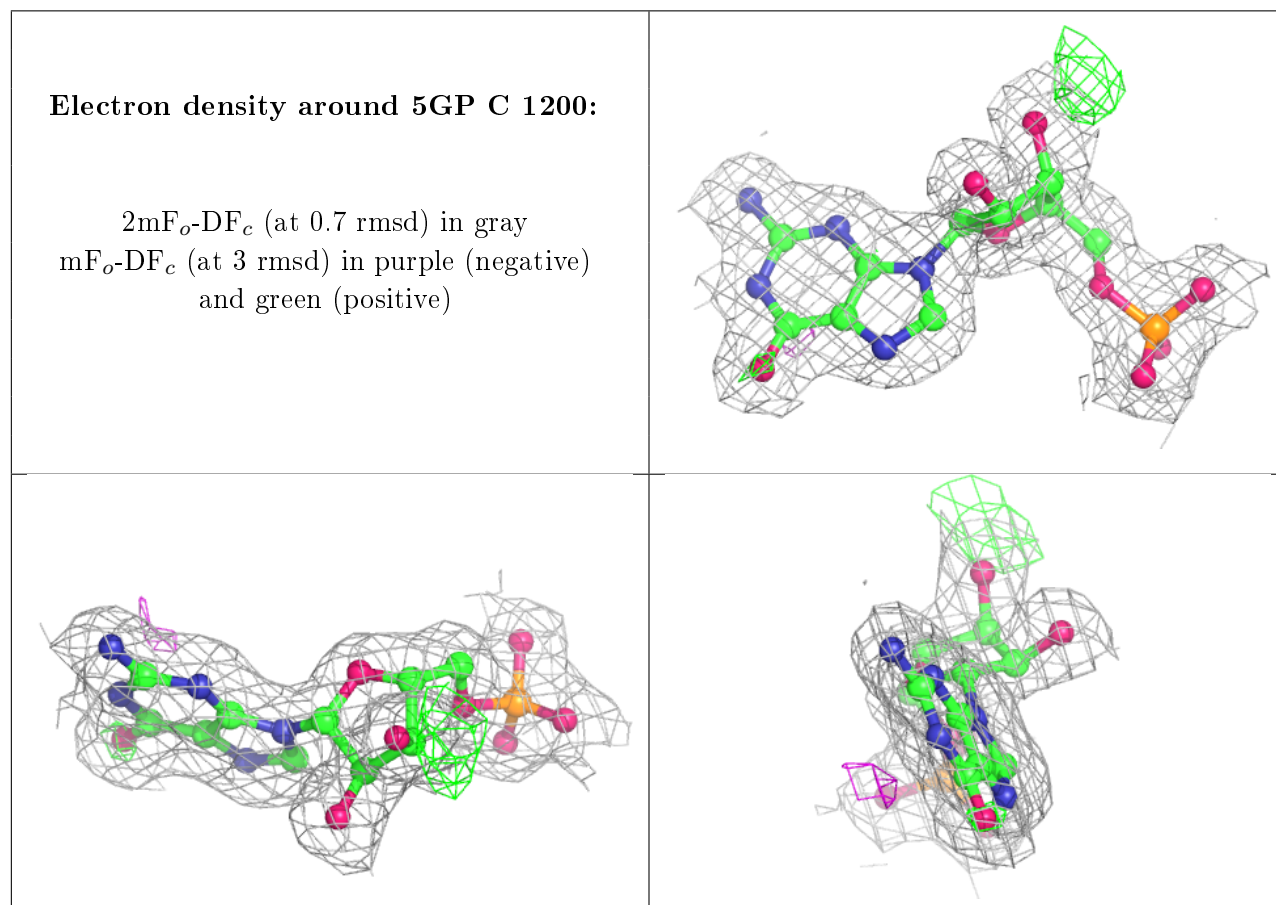 Electron density around 5GP C 1200:
2mFₒ-DF𝒸 (at 0.7 rmsd) in gray
mFₒ-DF𝒸 (at 3 rmsd) in purple (negative)
and green (positive)